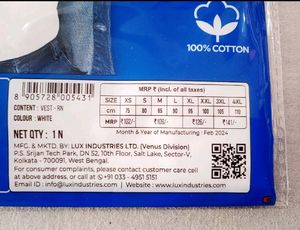 100% COTTON
8 905728 005431
CONTENT : VEST - RN
COLOUR : WHITE
NET QTY : 1 N
MRP ₹ (Incl. of all taxes)
SIZE XS S M L XL XXL 3XL 4XL
cm 75 80 85 90 95 100 105 110
MRP ₹102/- ₹109/- ₹126/- ₹141/-
Month & Year of Manufacturing : Feb 2024
MFG. & MKTD. BY: LUX INDUSTRIES LTD. (Venus Division)
P.S. Srijan Tech Park, DN 52, 10th Floor, Salt Lake, Sector-V,
Kolkata - 700091, West Bengal.
For consumer complaints, please contact customer care cell
at above address or call at +91 033 - 4951 5151
Email ID : info@luxindustries.com / www.luxindustries.com